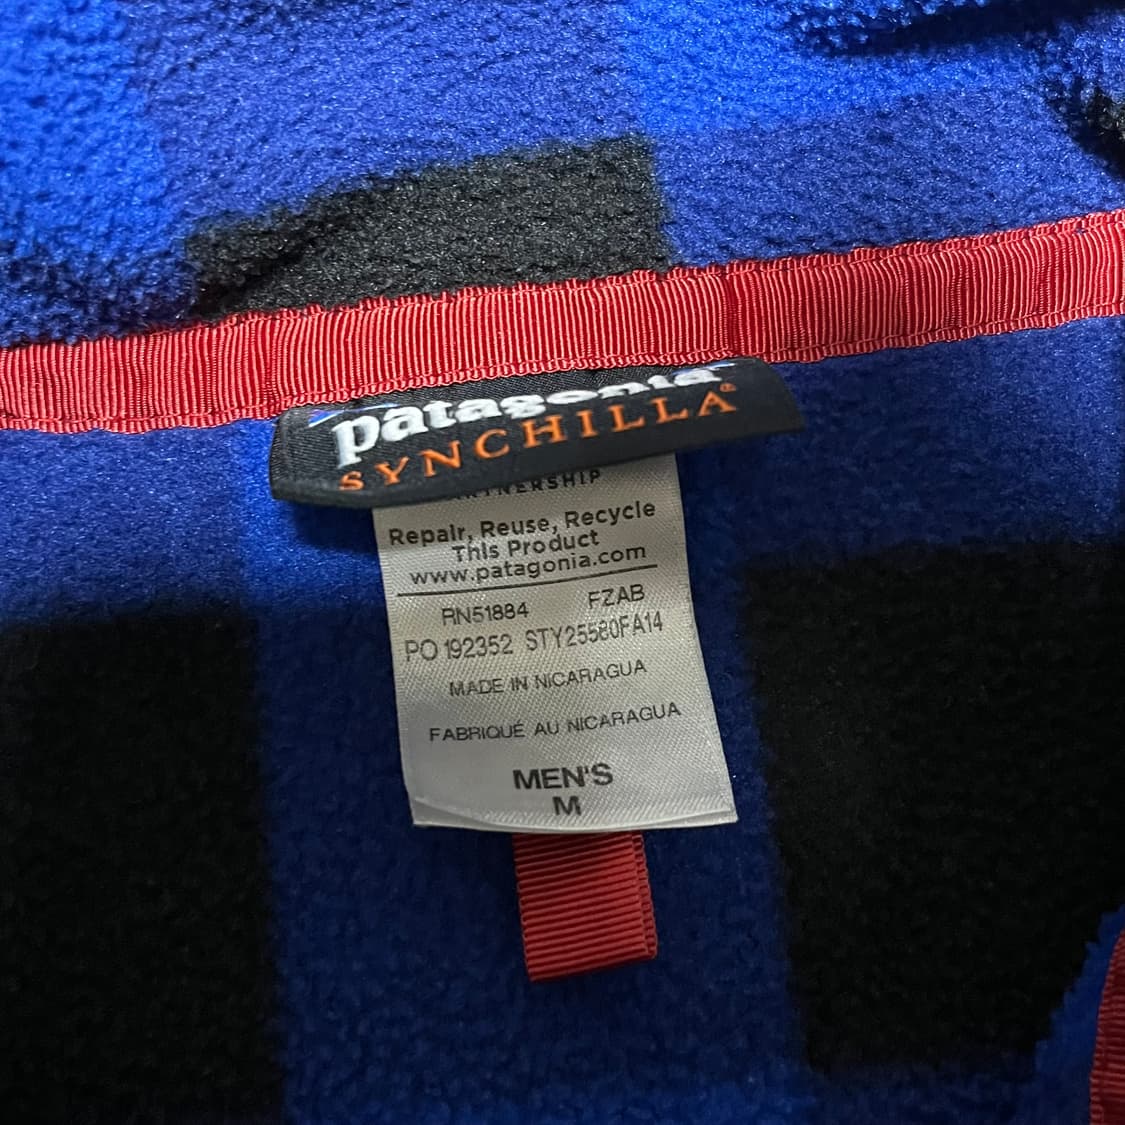 patagonia®
SYNCHILLA
Repair, Reuse, Recycle
This Product
www.patagonia.com
RN51884 FZAB
PO 192352 STY25580FA14
MADE IN NICARAGUA
FABRIQUÉ AU NICARAGUA
MEN'S
M